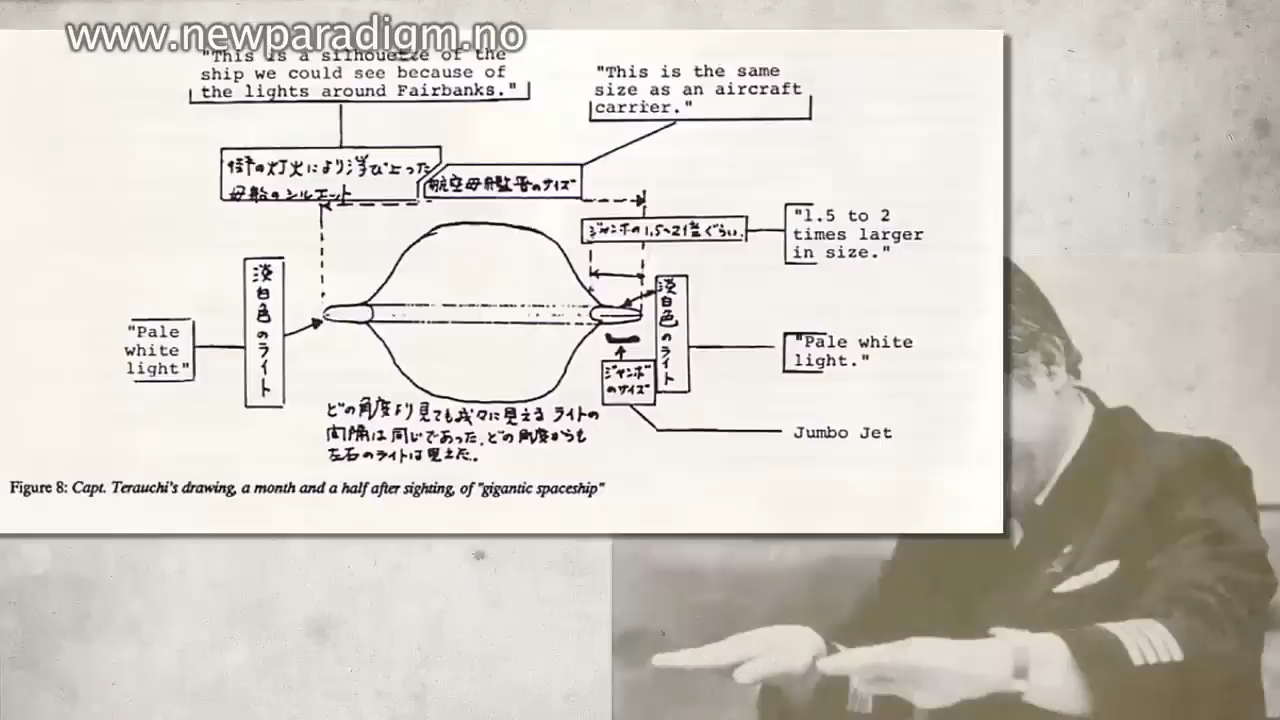 www.newparadigm.no
"This is a silhouette of the
ship we could see because of
the lights around Fairbanks."
"This is the same
size as an aircraft
carrier."
灯火により浮び上った
母船のシルエット
航空母艦のサイズ
ジャンボの1.5~2倍ぐらい.
"1.5 to 2
times larger
in size."
淡白色のライト
"Pale
white
light"
淡白色のライト
"Pale white
light."
ジャンボ
のサイズ
Jumbo Jet
どの角度より見ても我々に見えるライトの
間隔は同じであった.どの角度からも
左右のライトは見えた.
Figure 8: Capt. Terauchi's drawing, a month and a half after sighting, of "gigantic spaceship"